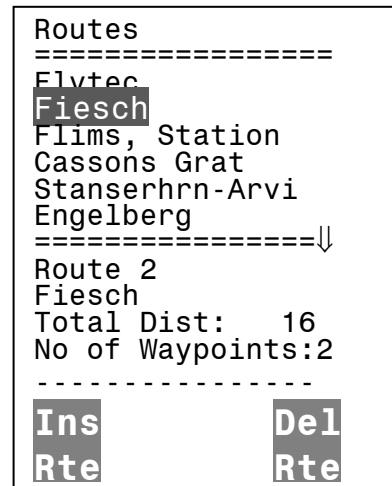 Routes
=================
Flytec
Fiesch
Flims, Station
Cassons Grat
Stanserhrn-Arvi
Engelberg
================⇓
Route 2
Fiesch
Total Dist: 16
No of Waypoints:2
- - - - - - - - - - - - - - - -
Ins Del
Rte Rte